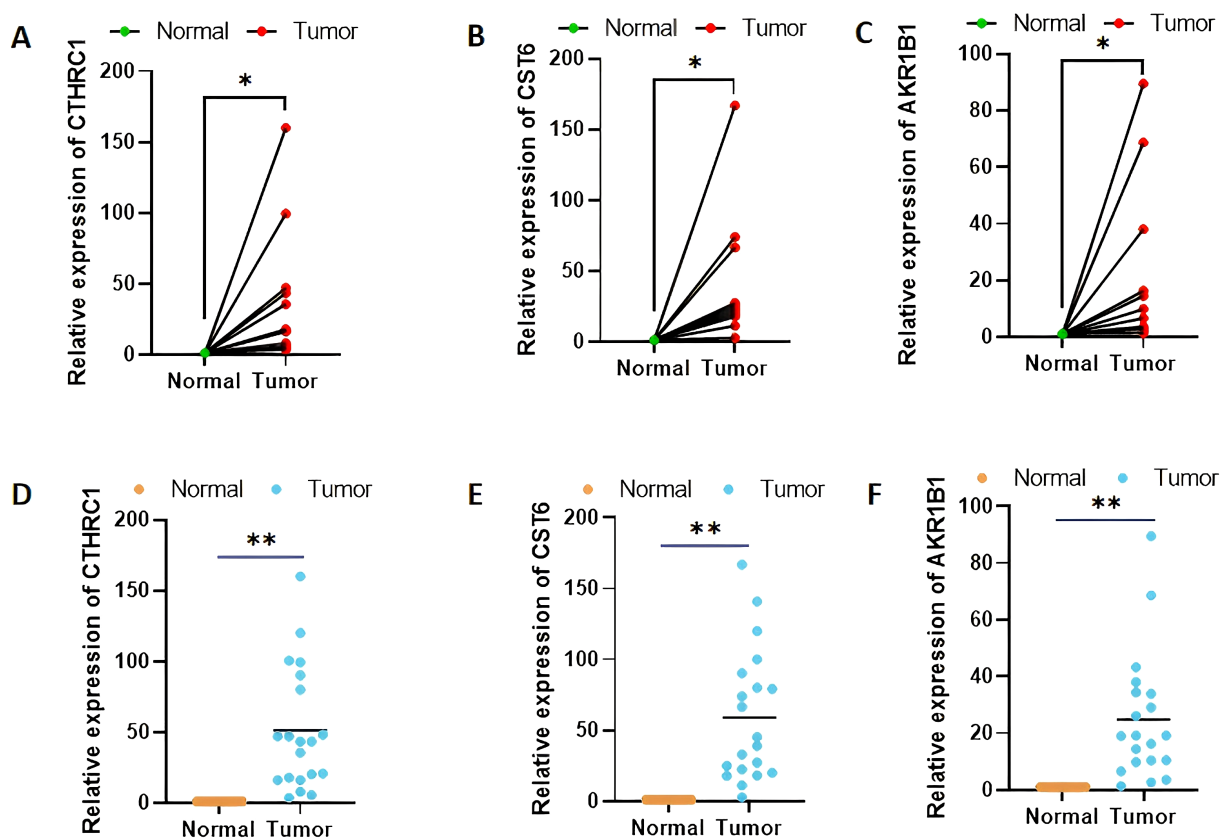 A
Normal Tumor
Relative expression of CTHRC1
200
150
100
50
0
*
Normal Tumor
B
Normal Tumor
Relative expression of CST6
200
150
100
50
0
*
Normal Tumor
C
Normal Tumor
Relative expression of AKR1B1
100
80
60
40
20
0
*
Normal Tumor
D
Normal Tumor
Relative expression of CTHRC1
200
150
100
50
0
**
Normal Tumor
E
Normal Tumor
Relative expression of CST6
200
150
100
50
0
**
Normal Tumor
F
Normal Tumor
Relative expression of AKR1B1
100
80
60
40
20
0
**
Normal Tumor